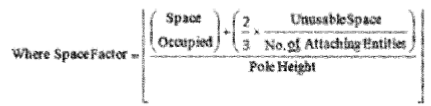 Where Space Factor = [((Space Occupied) + (2/3 × Unusable Space / No. of Attaching Entities)) / Pole Height]